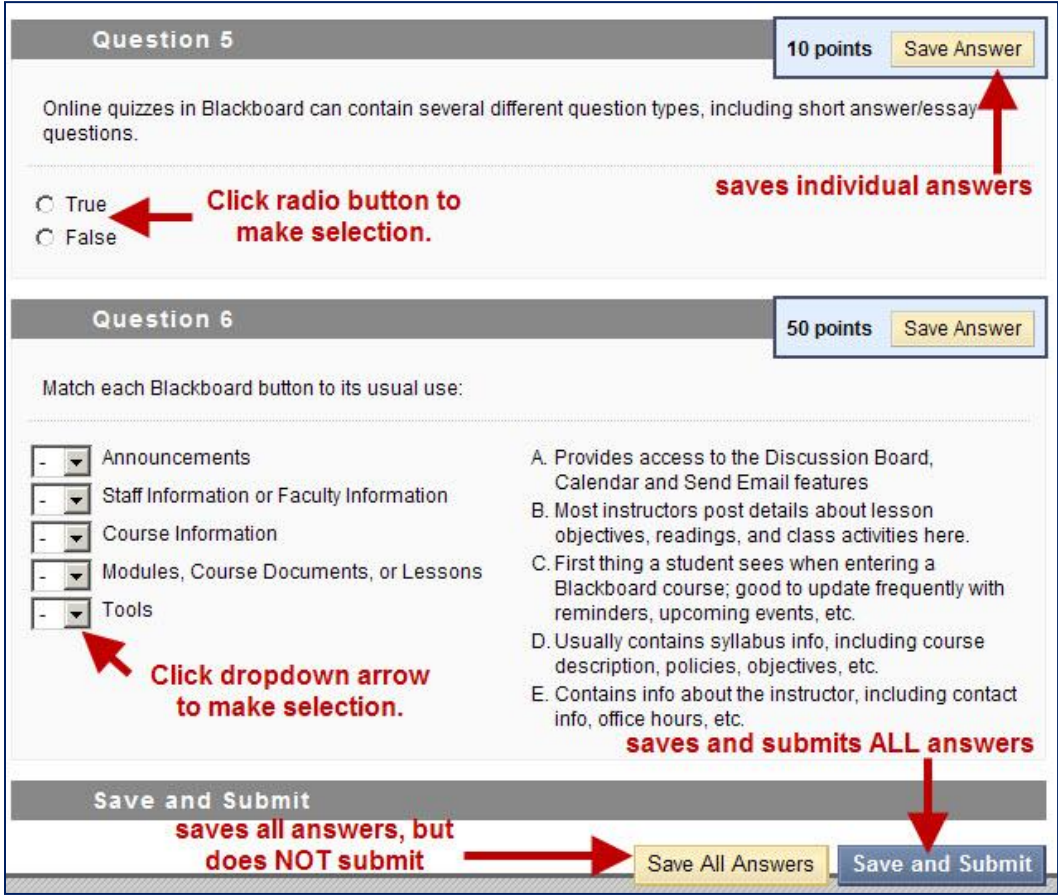 Question 5
10 points Save Answer
Online quizzes in Blackboard can contain several different question types, including short answer/essay
questions.
saves individual answers
True
False
Click radio button to
make selection.
Question 6
50 points Save Answer
Match each Blackboard button to its usual use:
- Announcements
- Staff Information or Faculty Information
- Course Information
- Modules, Course Documents, or Lessons
- Tools
Click dropdown arrow
to make selection.
A. Provides access to the Discussion Board,
Calendar and Send Email features
B. Most instructors post details about lesson
objectives, readings, and class activities here.
C. First thing a student sees when entering a
Blackboard course; good to update frequently with
reminders, upcoming events, etc.
D. Usually contains syllabus info, including course
description, policies, objectives, etc.
E. Contains info about the instructor, including contact
info, office hours, etc.
saves and submits ALL answers
Save and Submit
saves all answers, but
does NOT submit
Save All Answers Save and Submit